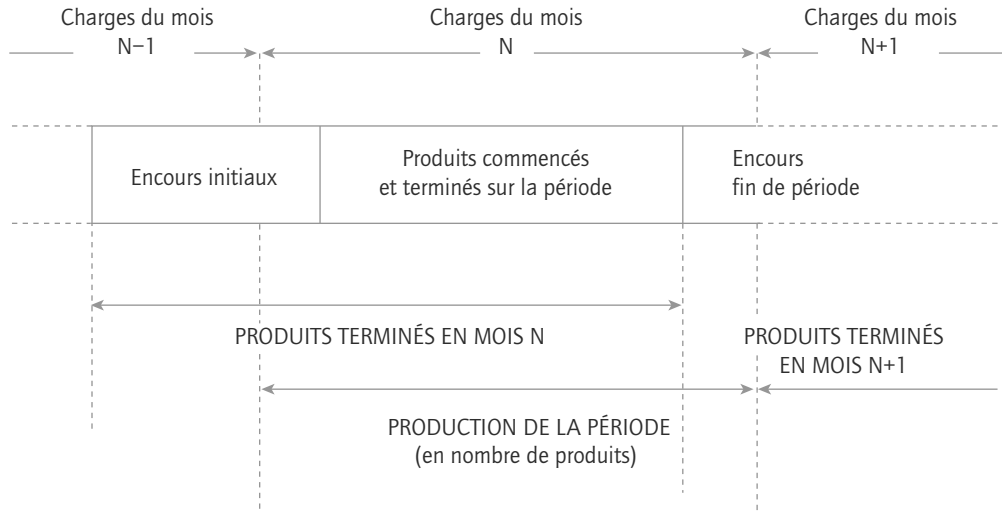 Charges du mois
N−1
Charges du mois
N
Charges du mois
N+1
Encours initiaux
Produits commencés
et terminés sur la période
Encours
fin de période
PRODUITS TERMINÉS EN MOIS N
PRODUITS TERMINÉS
EN MOIS N+1
PRODUCTION DE LA PÉRIODE
(en nombre de produits)